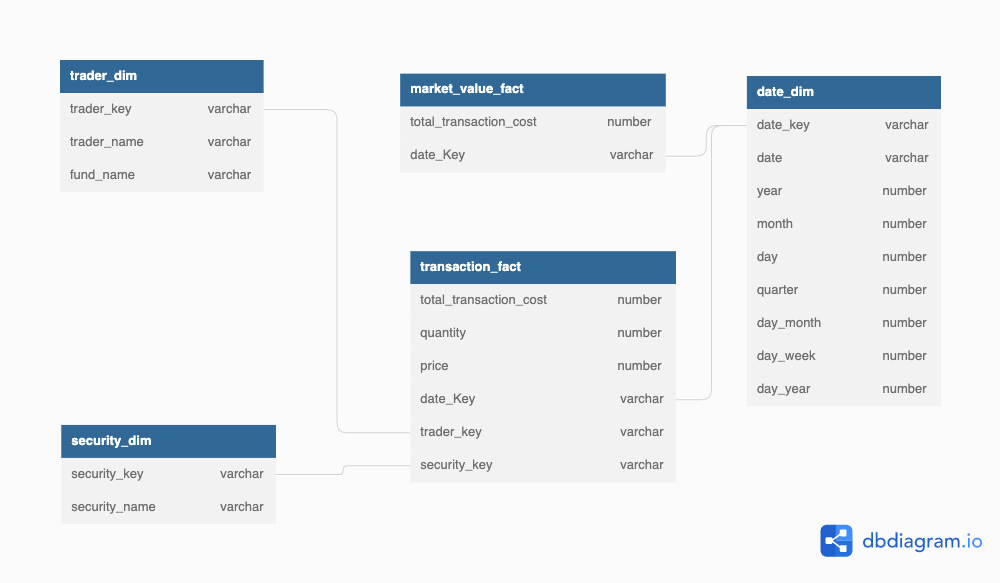 trader_dim
trader_key varchar
trader_name varchar
fund_name varchar
market_value_fact
total_transaction_cost number
date_Key varchar
date_dim
date_key varchar
date varchar
year number
month number
day number
quarter number
day_month number
day_week number
day_year number
transaction_fact
total_transaction_cost number
quantity number
price number
date_Key varchar
trader_key varchar
security_key varchar
security_dim
security_key varchar
security_name varchar
dbdiagram.io